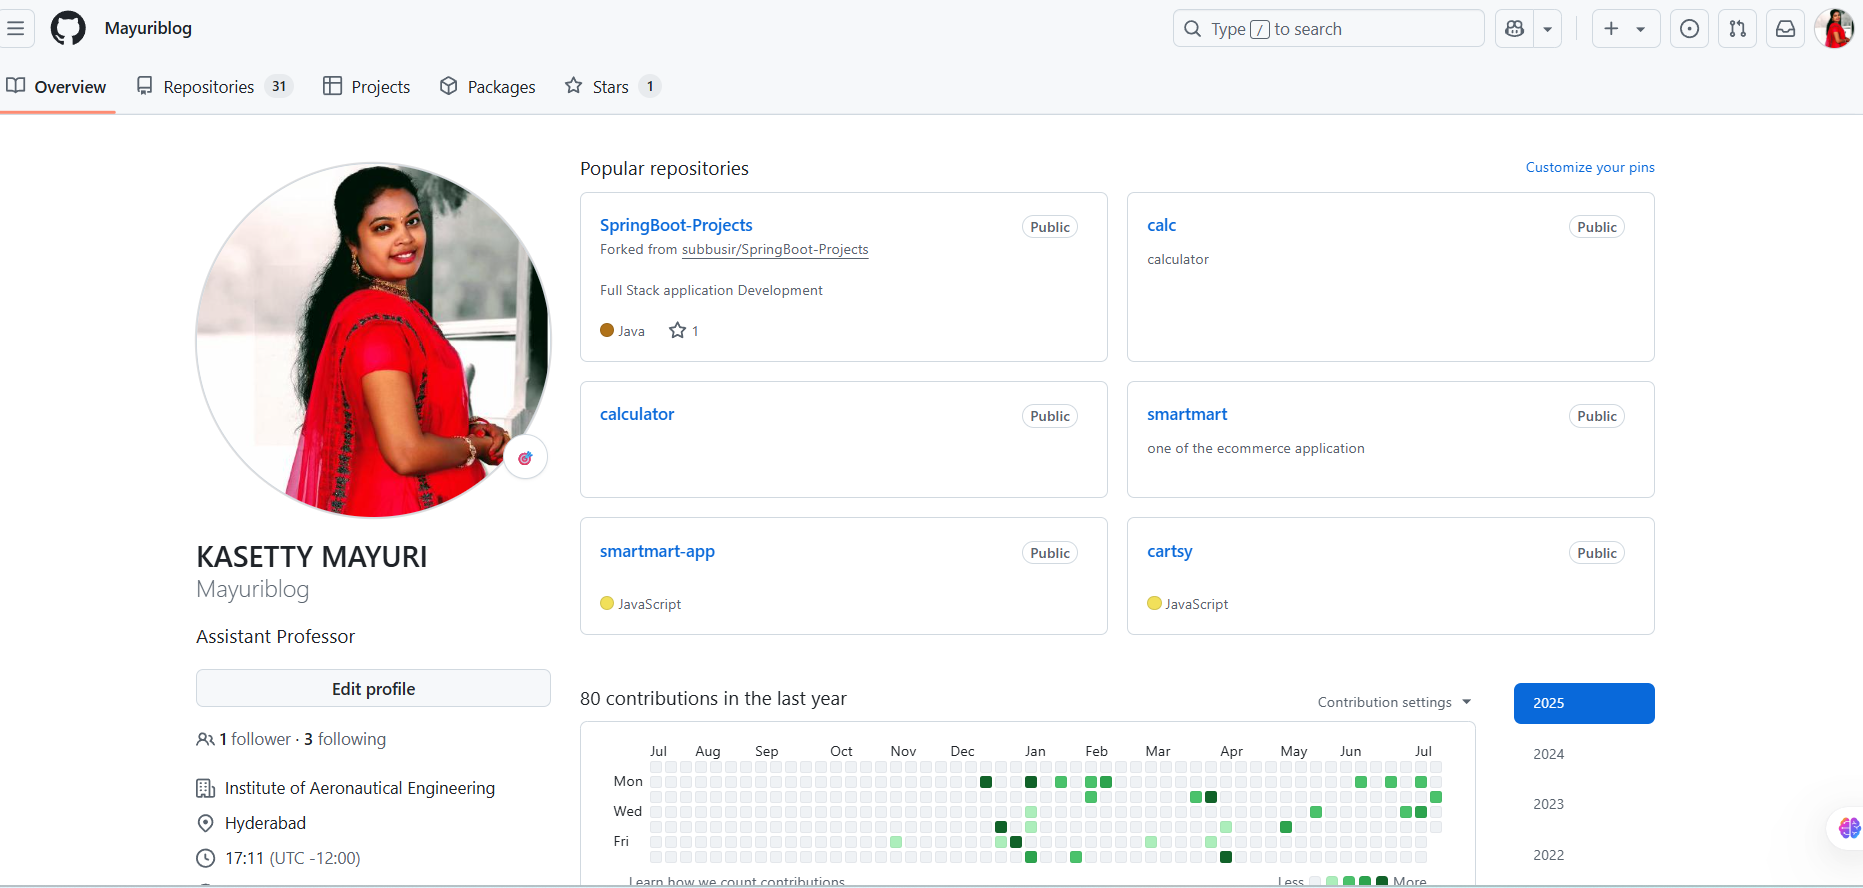 Mayuriblog
Type / to search
Overview
Repositories 31
Projects
Packages
Stars 1
KASETTY MAYURI
Mayuriblog
Assistant Professor
Edit profile
1 follower · 3 following
Institute of Aeronautical Engineering
Hyderabad
17:11 (UTC -12:00)
Popular repositories
Customize your pins
SpringBoot-Projects
Public
Forked from subbusir/SpringBoot-Projects
Full Stack application Development
Java
1
calc
Public
calculator
calculator
Public
smartmart
Public
one of the ecommerce application
smartmart-app
Public
JavaScript
cartsy
Public
JavaScript
80 contributions in the last year
Contribution settings
Jul Aug Sep Oct Nov Dec Jan Feb Mar Apr May Jun Jul
Mon
Wed
Fri
Learn how we count contributions
Less
More
2025
2024
2023
2022